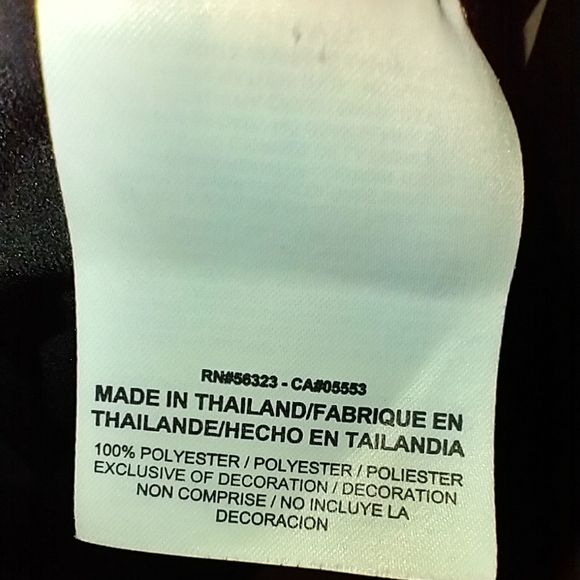 RN#56323 - CA#05553
MADE IN THAILAND/FABRIQUE EN
THAILANDE/HECHO EN TAILANDIA
100% POLYESTER / POLYESTER / POLIESTER
EXCLUSIVE OF DECORATION / DECORATION
NON COMPRISE / NO INCLUYE LA
DECORACION